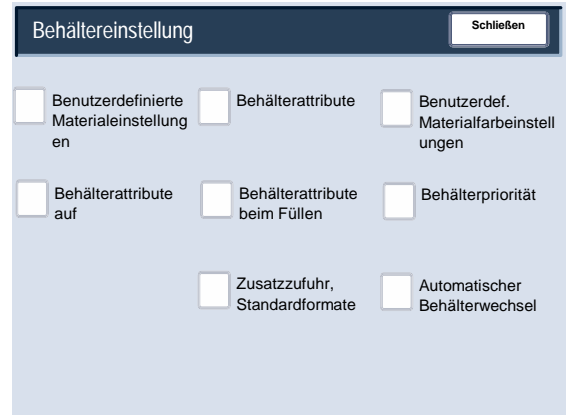 Behältereinstellung
Schließen
Benutzerdefinierte
Materialeinstellung
en
Behälterattribute
Benutzerdef.
Materialfarbeinstell
ungen
Behälterattribute
auf
Behälterattribute
beim Füllen
Behälterpriorität
Zusatzzufuhr,
Standardformate
Automatischer
Behälterwechsel